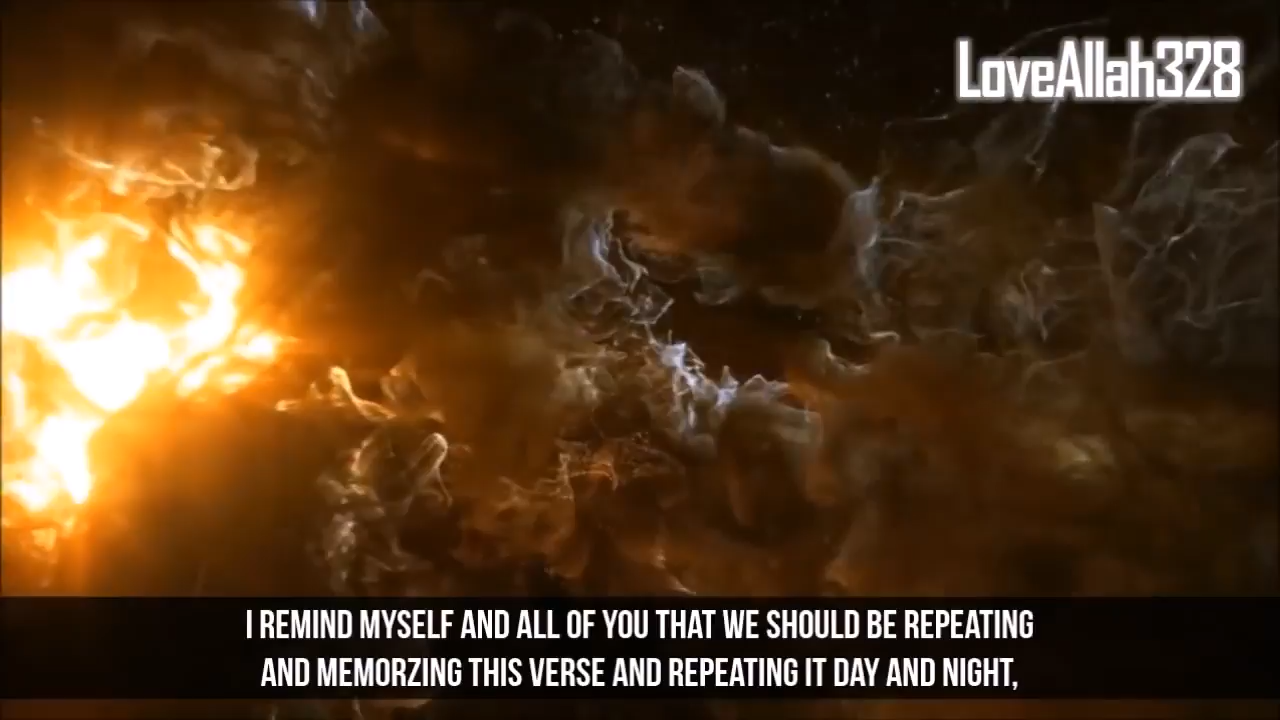 LoveAllah328
I REMIND MYSELF AND ALL OF YOU THAT WE SHOULD BE REPEATING
AND MEMORZING THIS VERSE AND REPEATING IT DAY AND NIGHT,